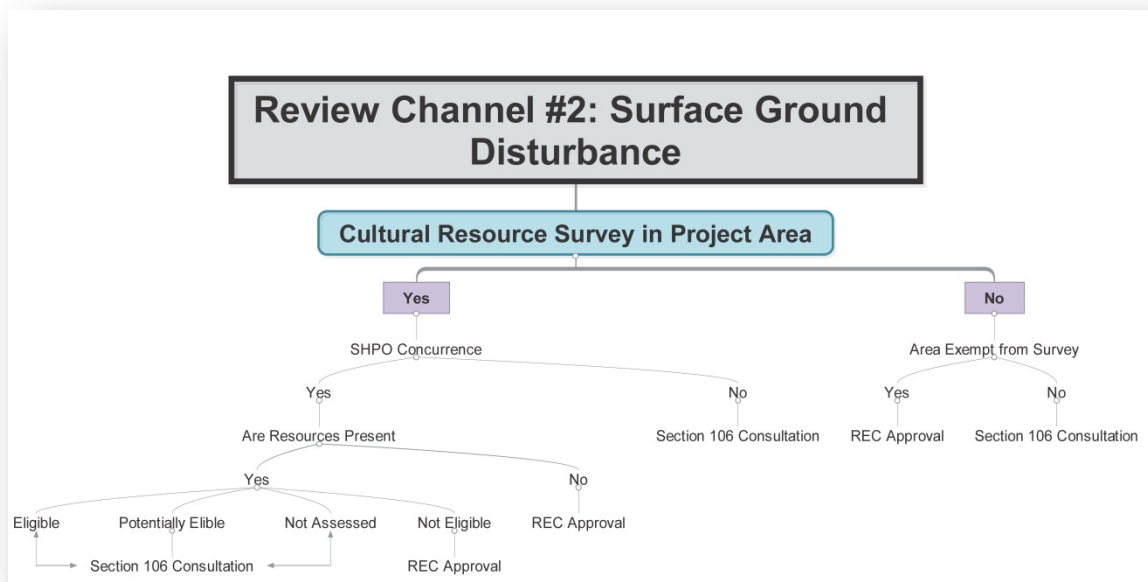 Review Channel #2: Surface Ground
Disturbance
Cultural Resource Survey in Project Area
Yes
No
SHPO Concurrence
Area Exempt from Survey
Yes
No
Yes
No
Are Resources Present
Section 106 Consultation
REC Approval
Section 106 Consultation
Yes
No
Eligible
Potentially Elible
Not Assessed
Not Eligible
REC Approval
Section 106 Consultation
REC Approval